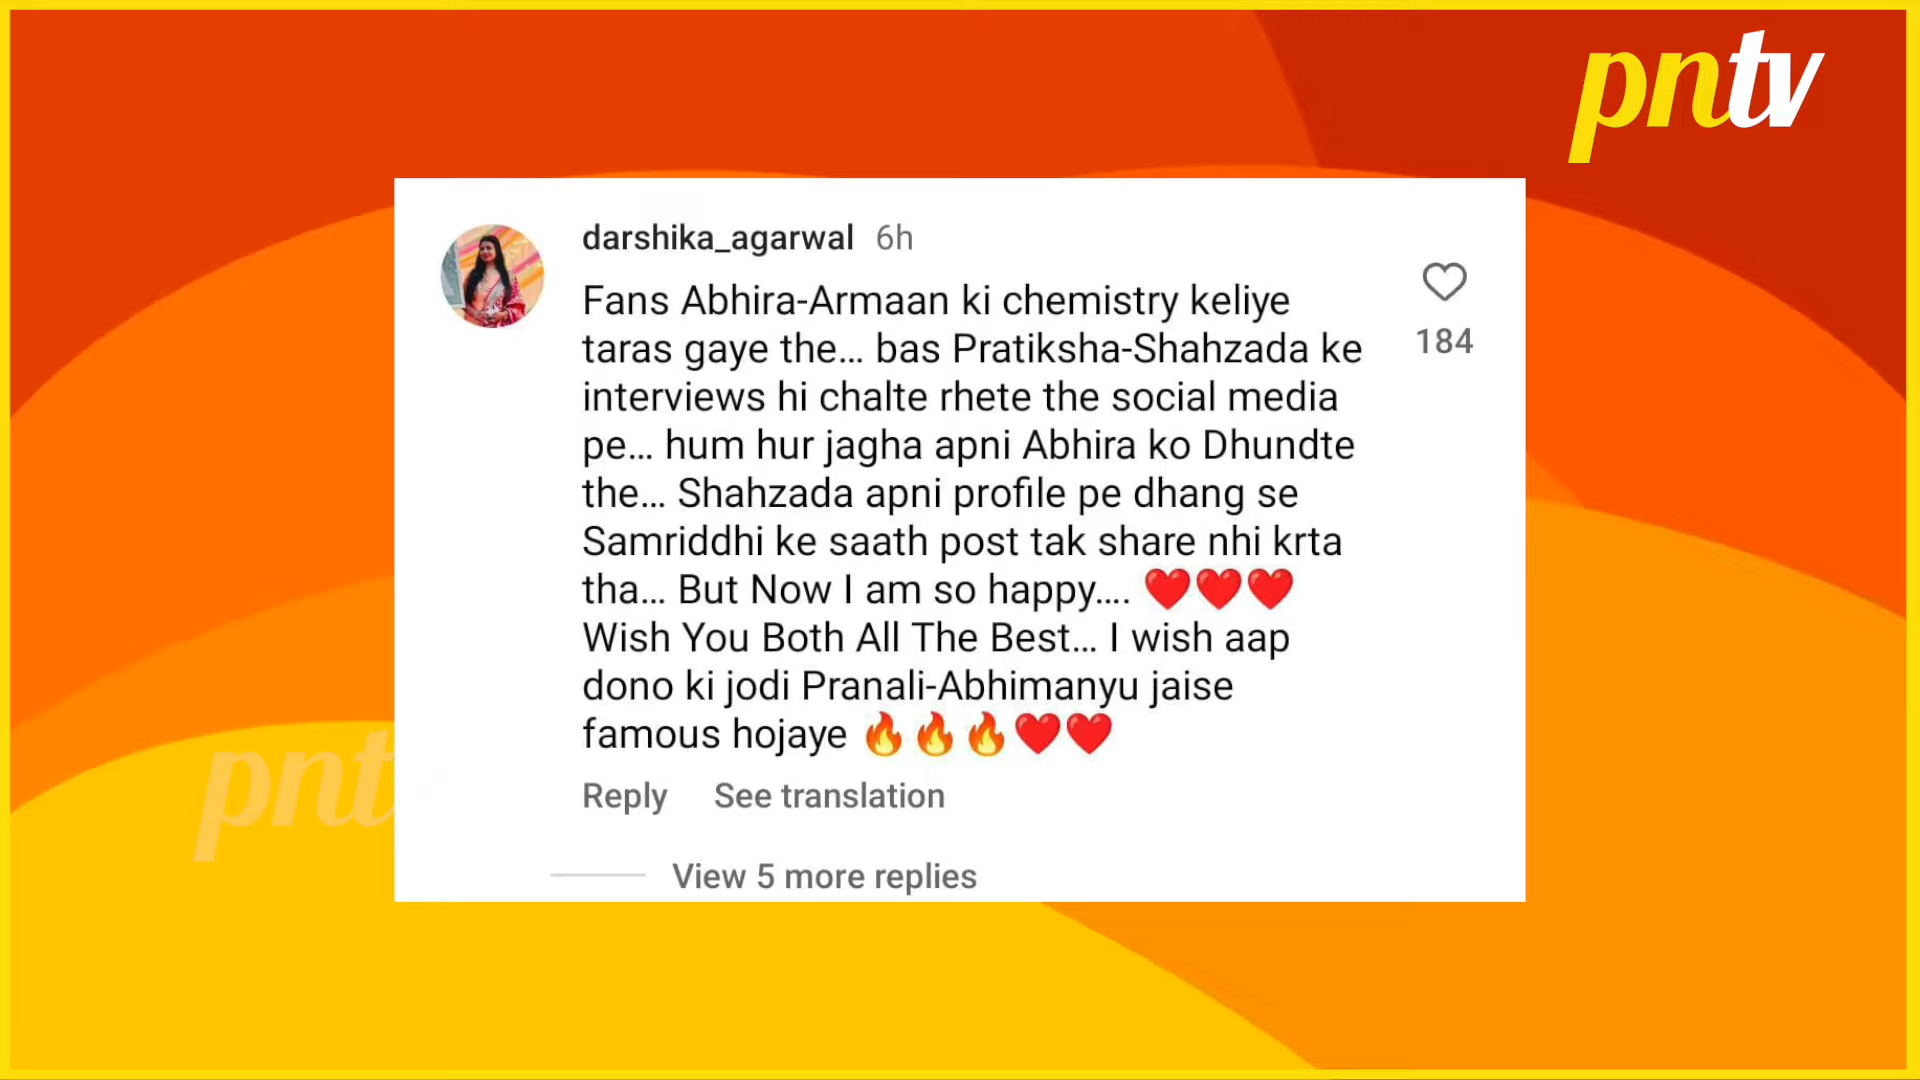 pntv
darshika_agarwal 6h
Fans Abhira-Armaan ki chemistry keliye
taras gaye the... bas Pratiksha-Shahzada ke
184
interviews hi chalte rhete the social media
pe... hum hur jagha apni Abhira ko Dhundte
the... Shahzada apni profile pe dhang se
Samriddhi ke saath post tak share nhi krta
tha... But Now I am so happy.... ❤️❤️❤️
Wish You Both All The Best... I wish aap
dono ki jodi Pranali-Abhimanyu jaise
famous hojaye 🔥🔥🔥❤️❤️
pnt
Reply See translation
View 5 more replies